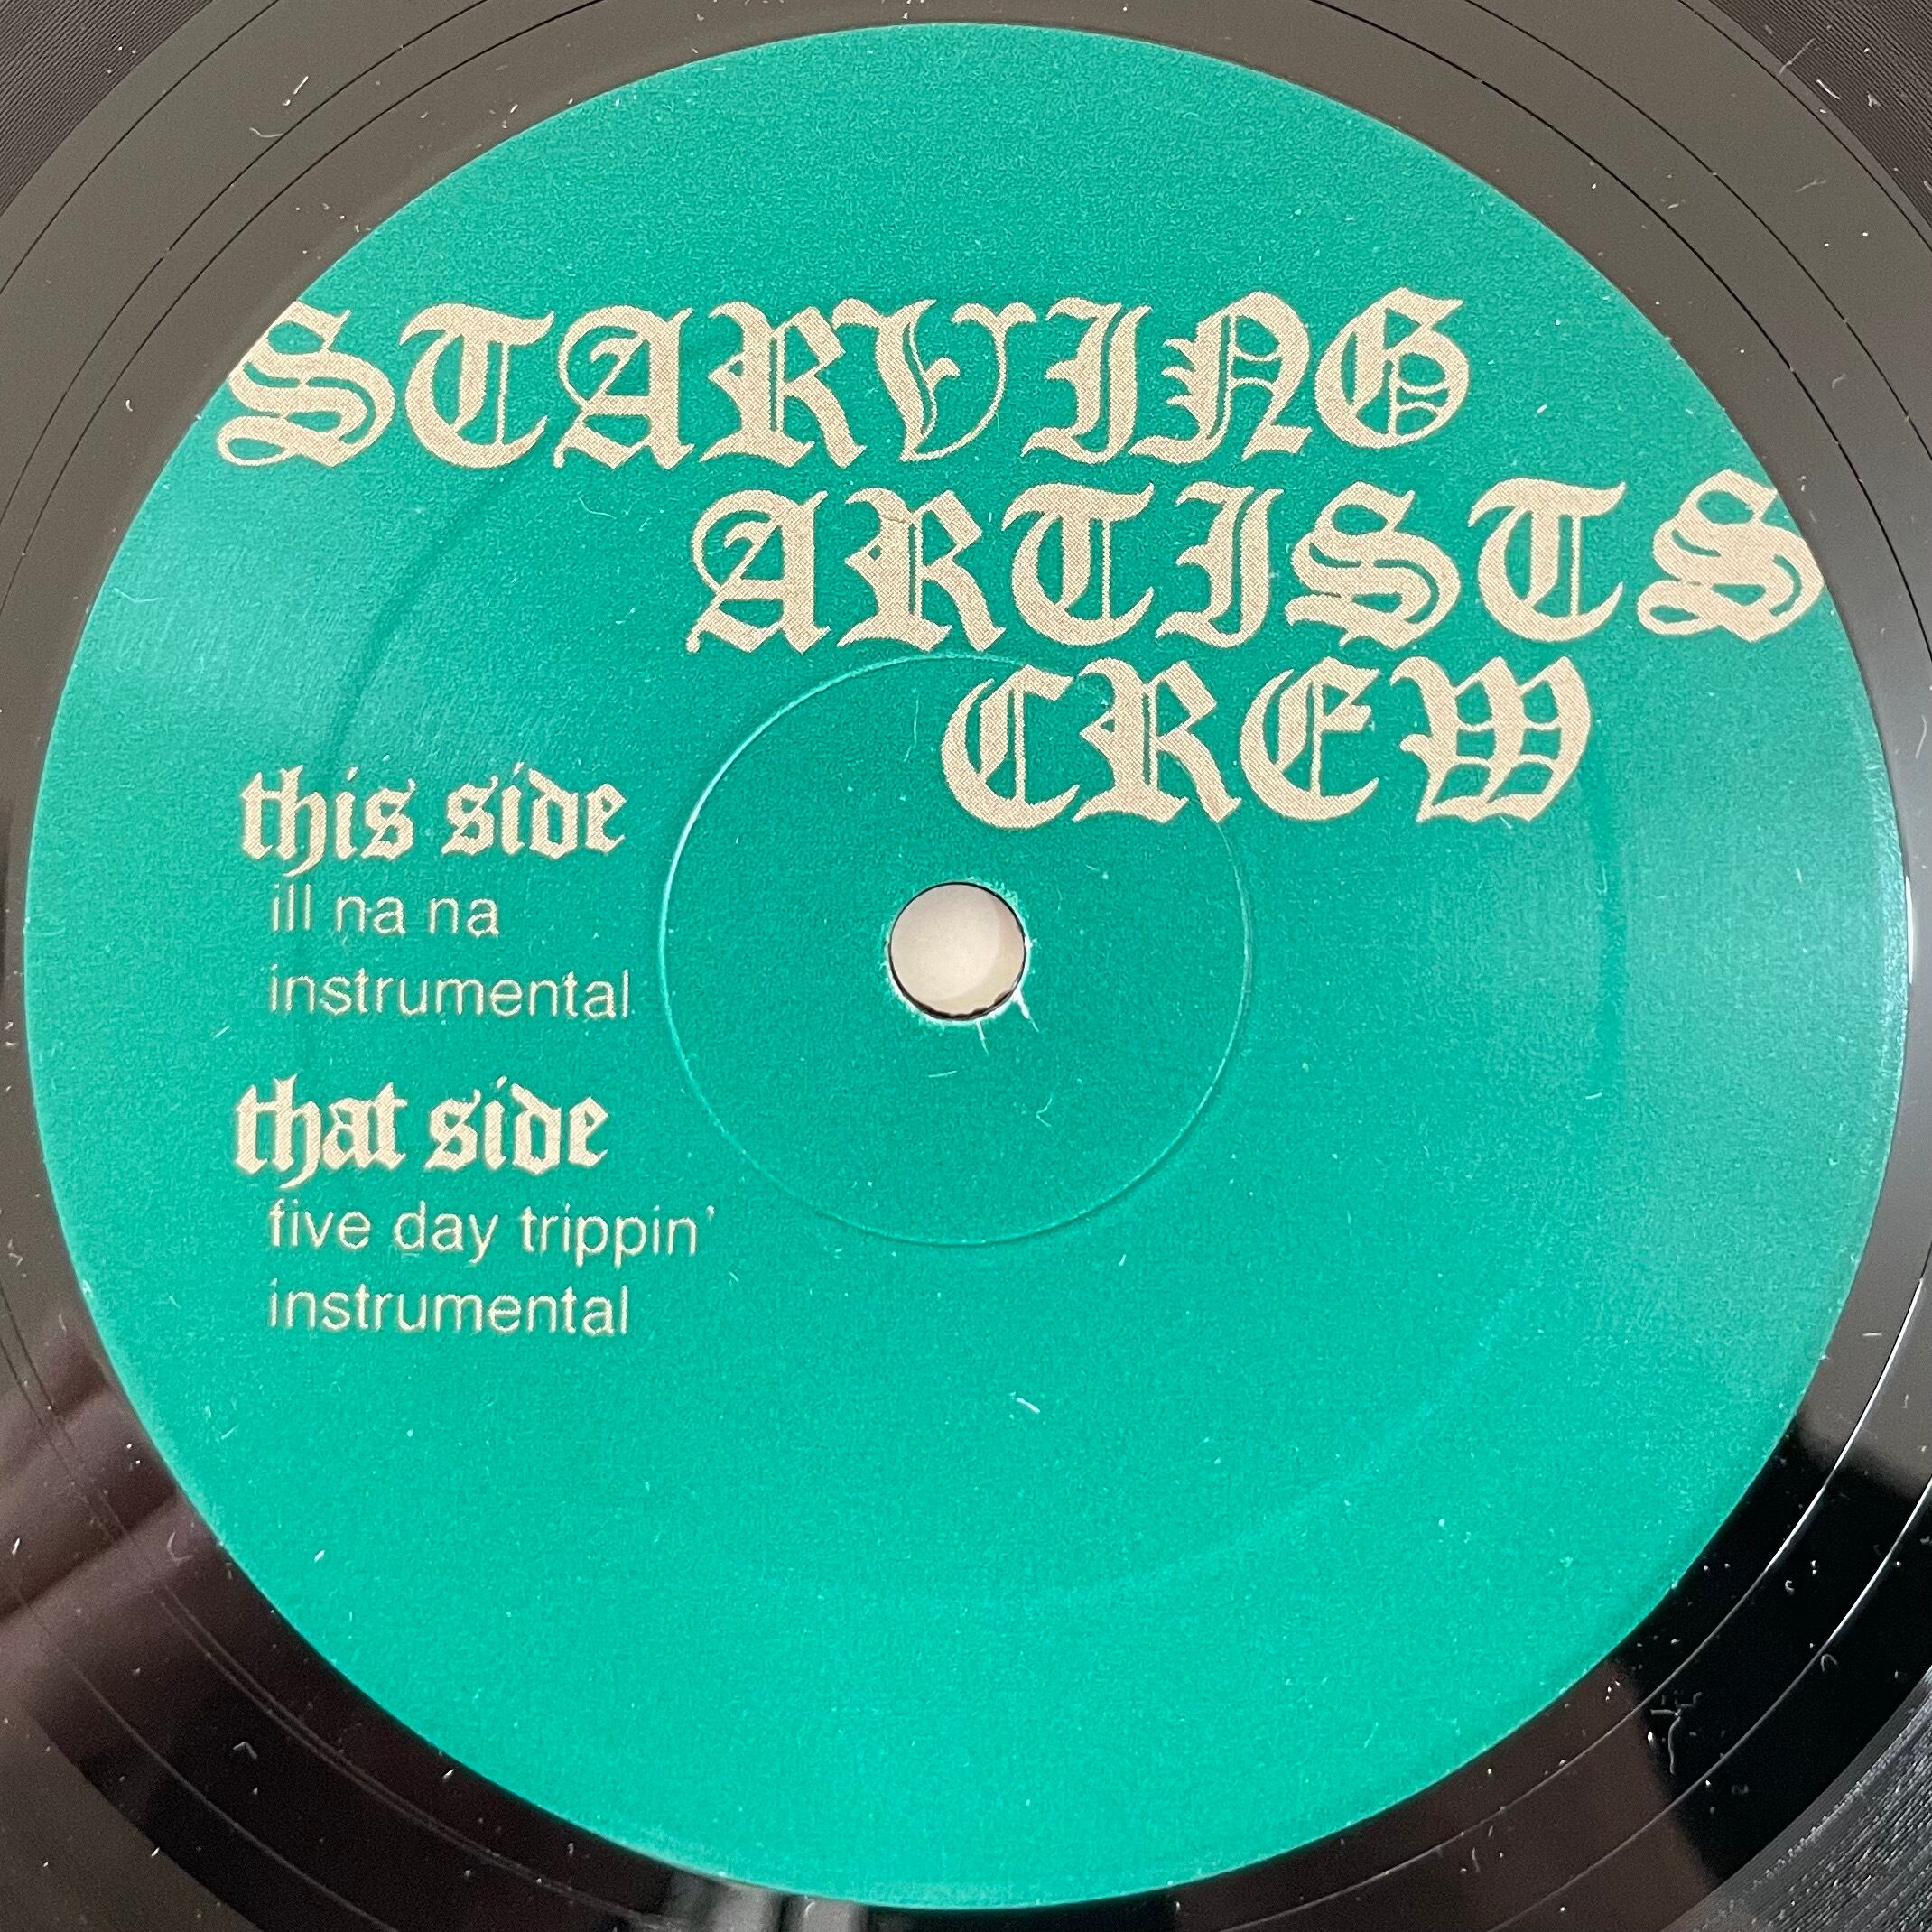 STARVING
ARTISTS
CREW
this side
ill na na
instrumental
that side
five day trippin'
instrumental